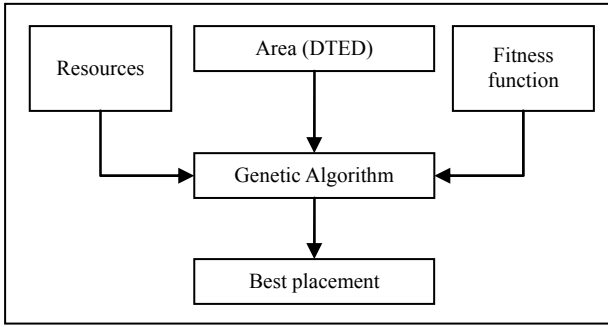 Resources
Area (DTED)
Fitness
function
Genetic Algorithm
Best placement